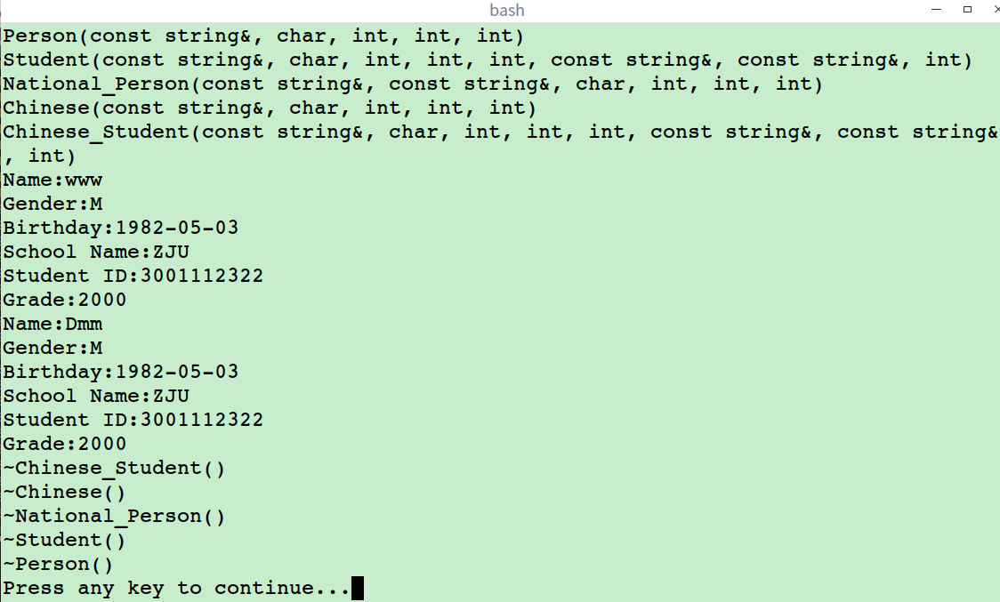 bash
Person(const string&, char, int, int, int)
Student(const string&, char, int, int, int, const string&, const string&, int)
National_Person(const string&, const string&, char, int, int, int)
Chinese(const string&, char, int, int, int)
Chinese_Student(const string&, char, int, int, int, const string&, const string&
, int)
Name:www
Gender:M
Birthday:1982-05-03
School Name:ZJU
Student ID:3001112322
Grade:2000
Name:Dmm
Gender:M
Birthday:1982-05-03
School Name:ZJU
Student ID:3001112322
Grade:2000
~Chinese_Student()
~Chinese()
~National_Person()
~Student()
~Person()
Press any key to continue...